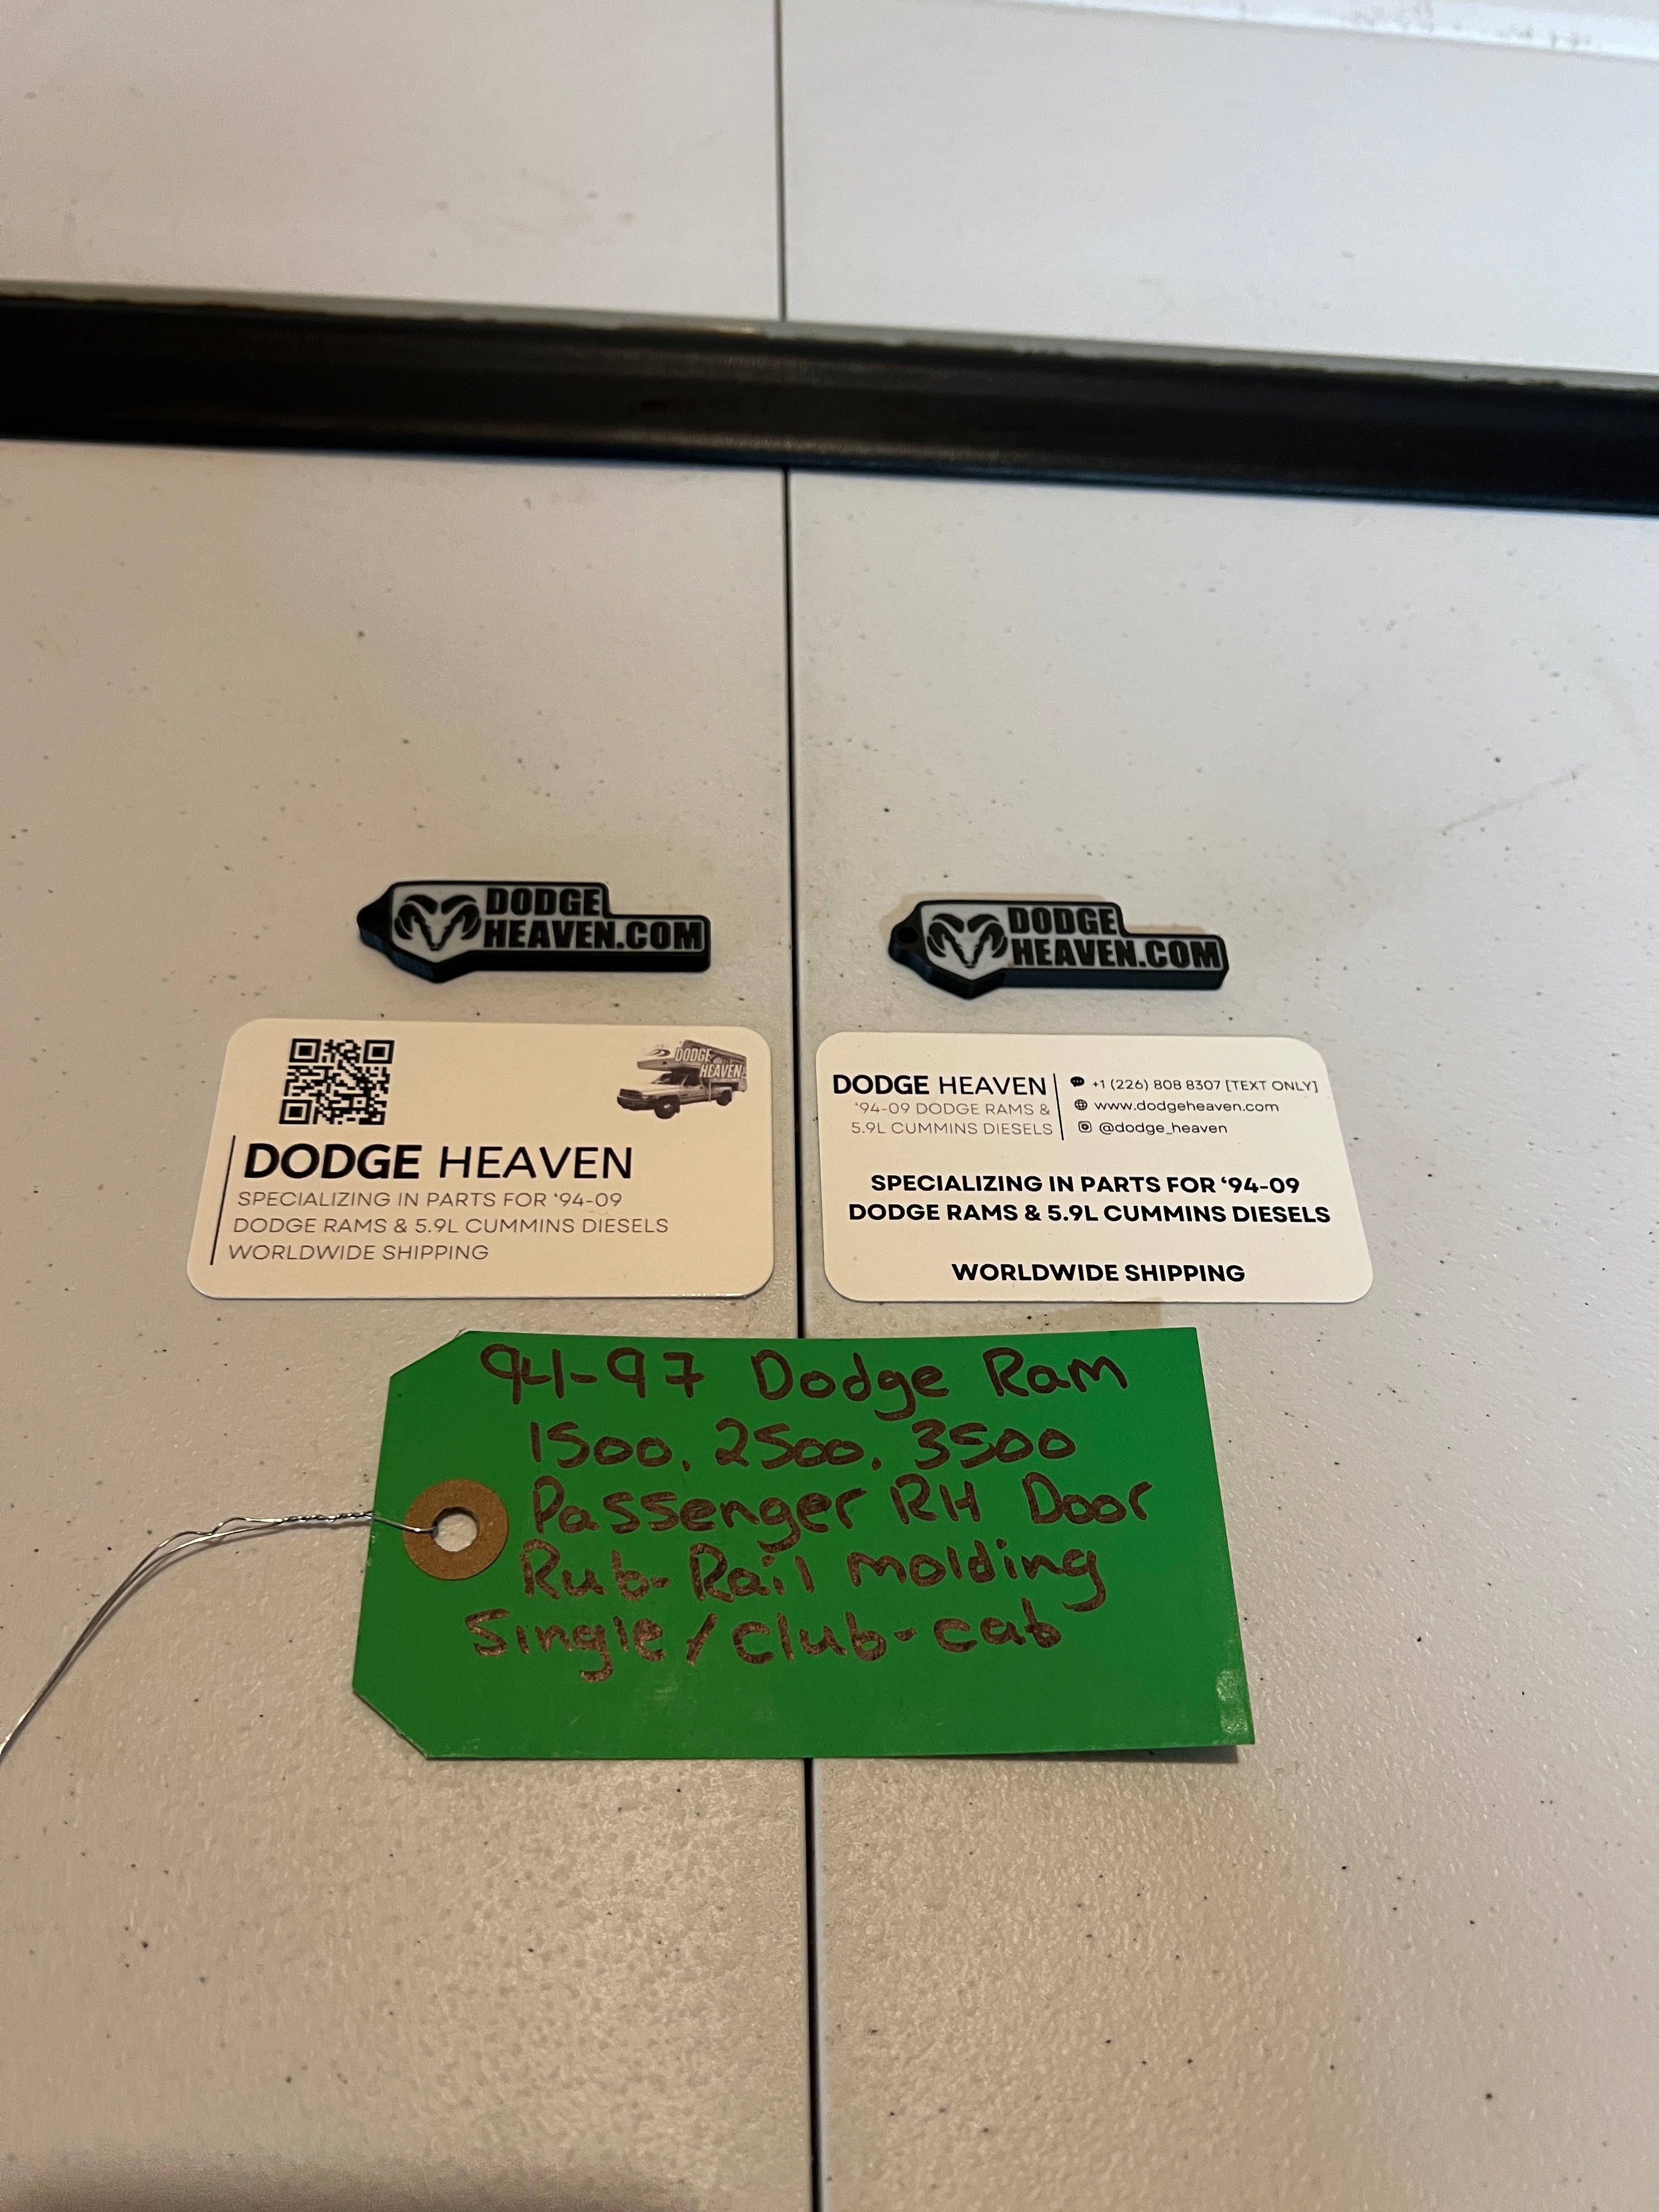 DODGE
HEAVEN.COM
DODGE
HEAVEN.COM
DODGE
HEAVEN
DODGE HEAVEN
SPECIALIZING IN PARTS FOR ‘94-09
DODGE RAMS & 5.9L CUMMINS DIESELS
WORLDWIDE SHIPPING
DODGE HEAVEN
‘94-09 DODGE RAMS &
5.9L CUMMINS DIESELS
+1 (226) 808 8307 [TEXT ONLY]
www.dodgeheaven.com
@dodge_heaven
SPECIALIZING IN PARTS FOR ‘94-09
DODGE RAMS & 5.9L CUMMINS DIESELS
WORLDWIDE SHIPPING
94-97 Dodge Ram
1500, 2500, 3500
Passenger RH Door
Rub-Rail molding
Single/club-cab